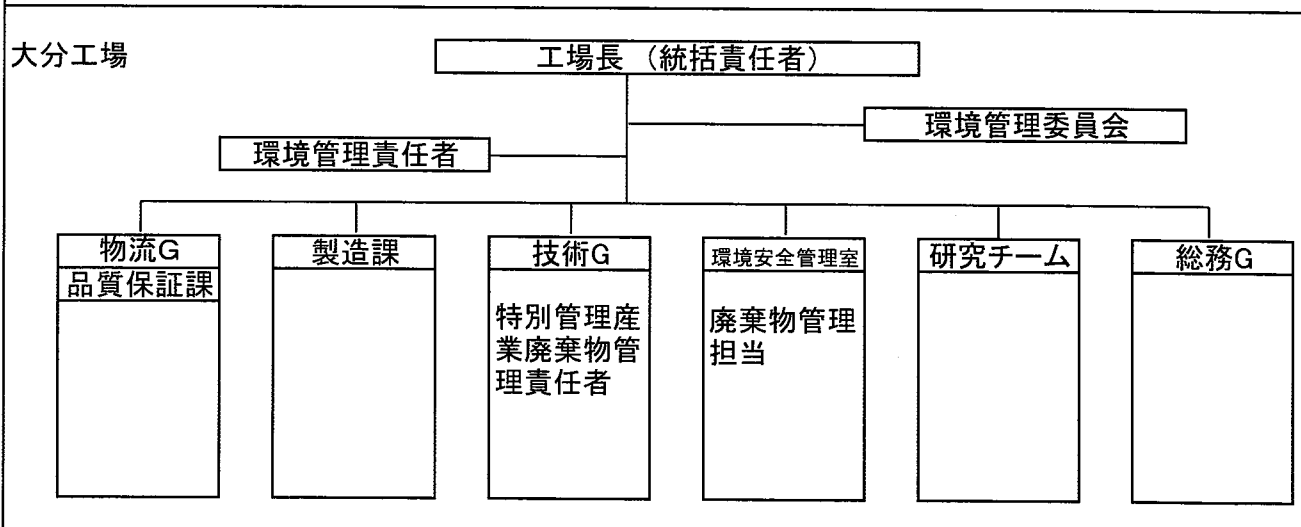 大分工場
工場長 （統括責任者）
環境管理委員会
環境管理責任者
物流G
品質保証課
製造課
技術G
特別管理産
業廃棄物管
理責任者
環境安全管理室
廃棄物管理
担当
研究チーム
総務G